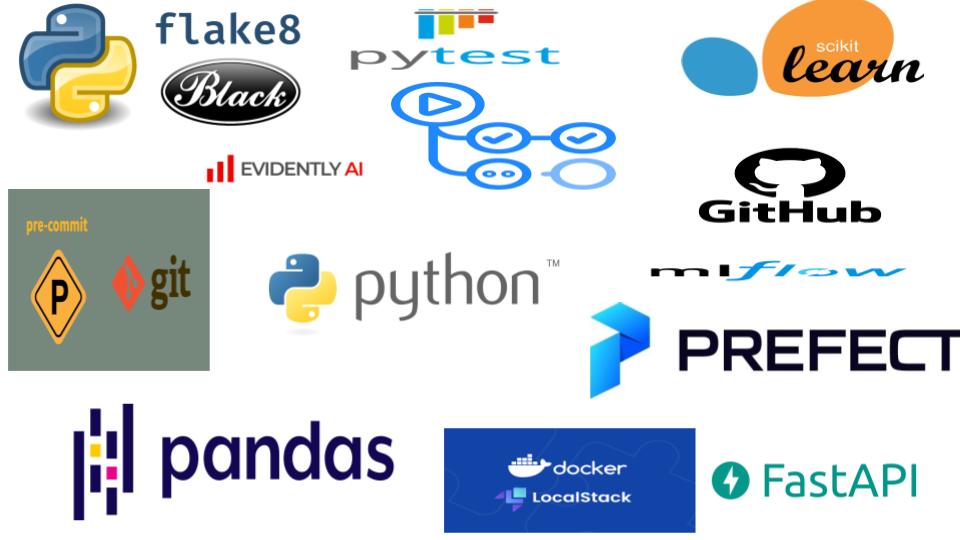 flake8
Black
pytest
scikit
learn
EVIDENTLY AI
GitHub
pre-commit
P
git
python™
mlflow
PREFECT
pandas
docker
LocalStack
FastAPI